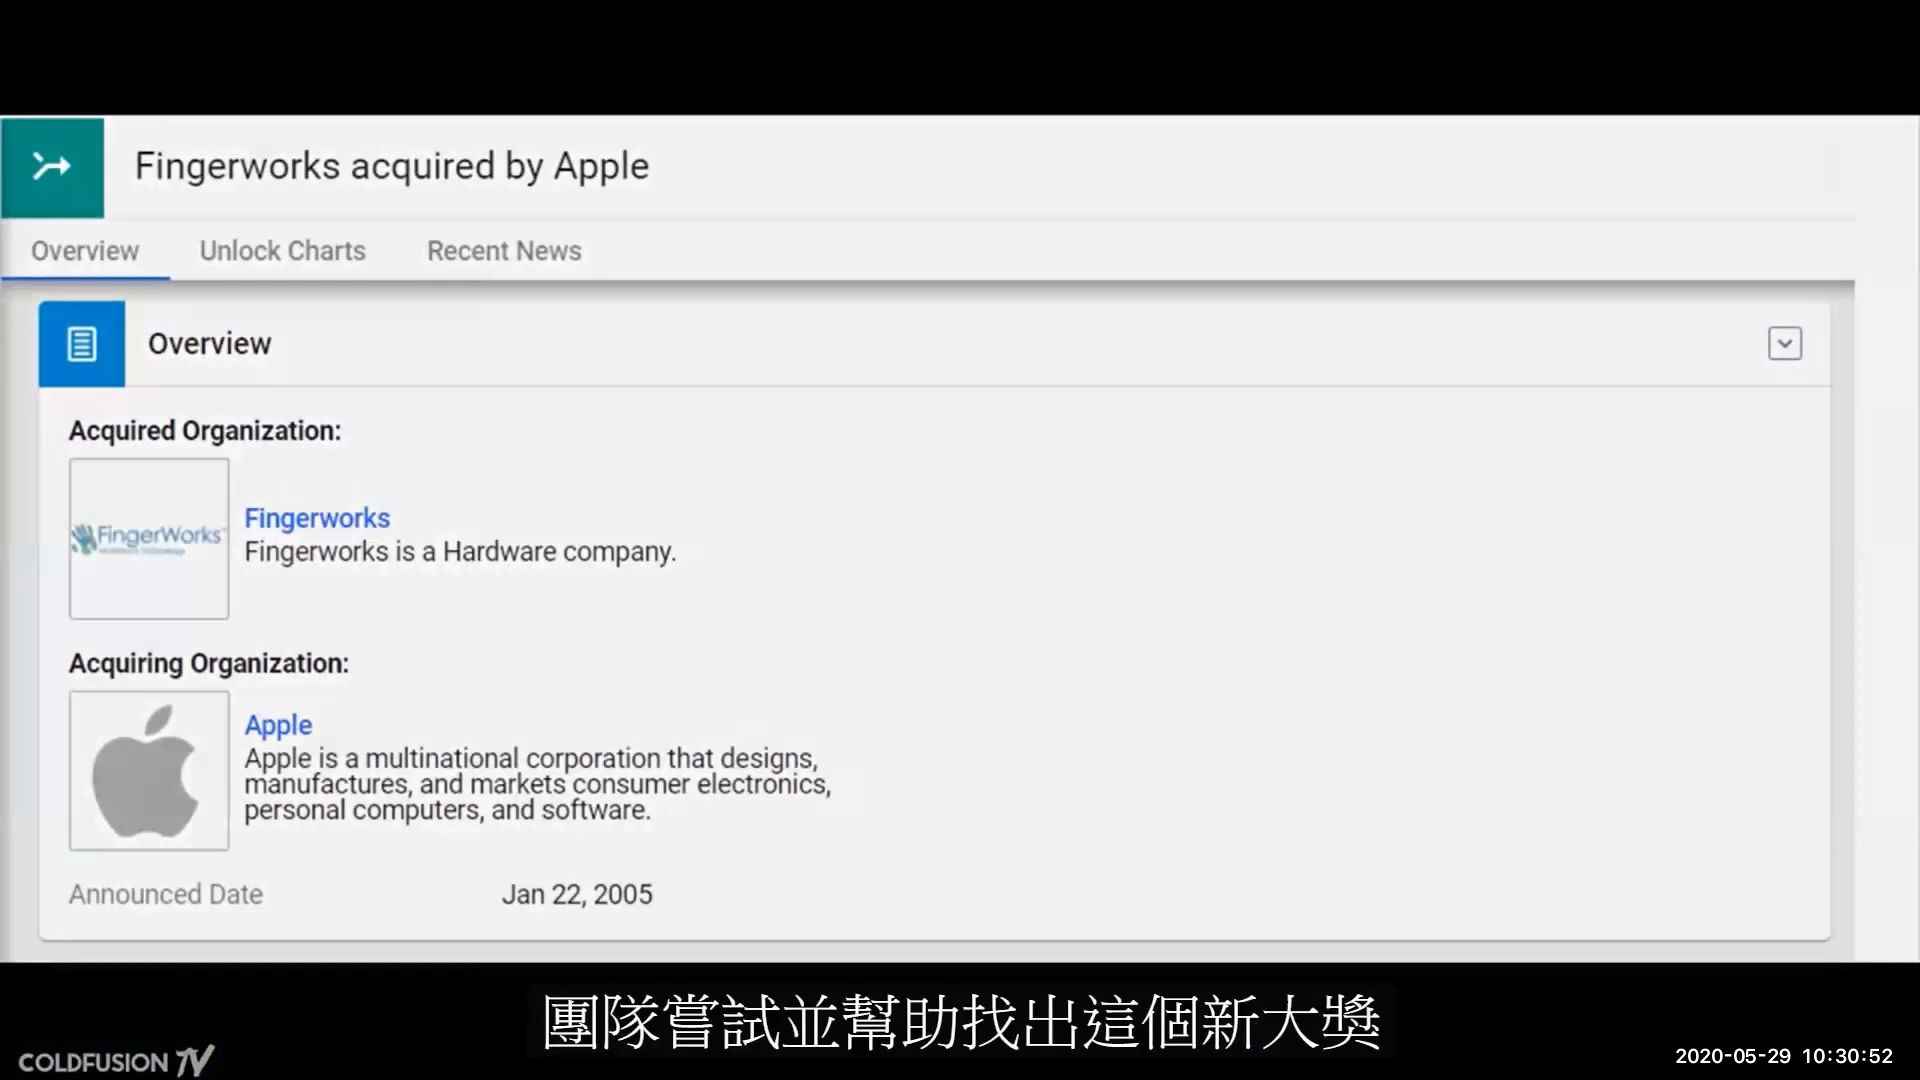 Fingerworks acquired by Apple
Overview Unlock Charts Recent News
Overview
Acquired Organization:
FingerWorks
Fingerworks
Fingerworks is a Hardware company.
Acquiring Organization:
Apple
Apple is a multinational corporation that designs,
manufactures, and markets consumer electronics,
personal computers, and software.
Announced Date Jan 22, 2005
團隊嘗試並幫助找出這個新大獎
COLDFUSION TV
2020-05-29 10:30:52